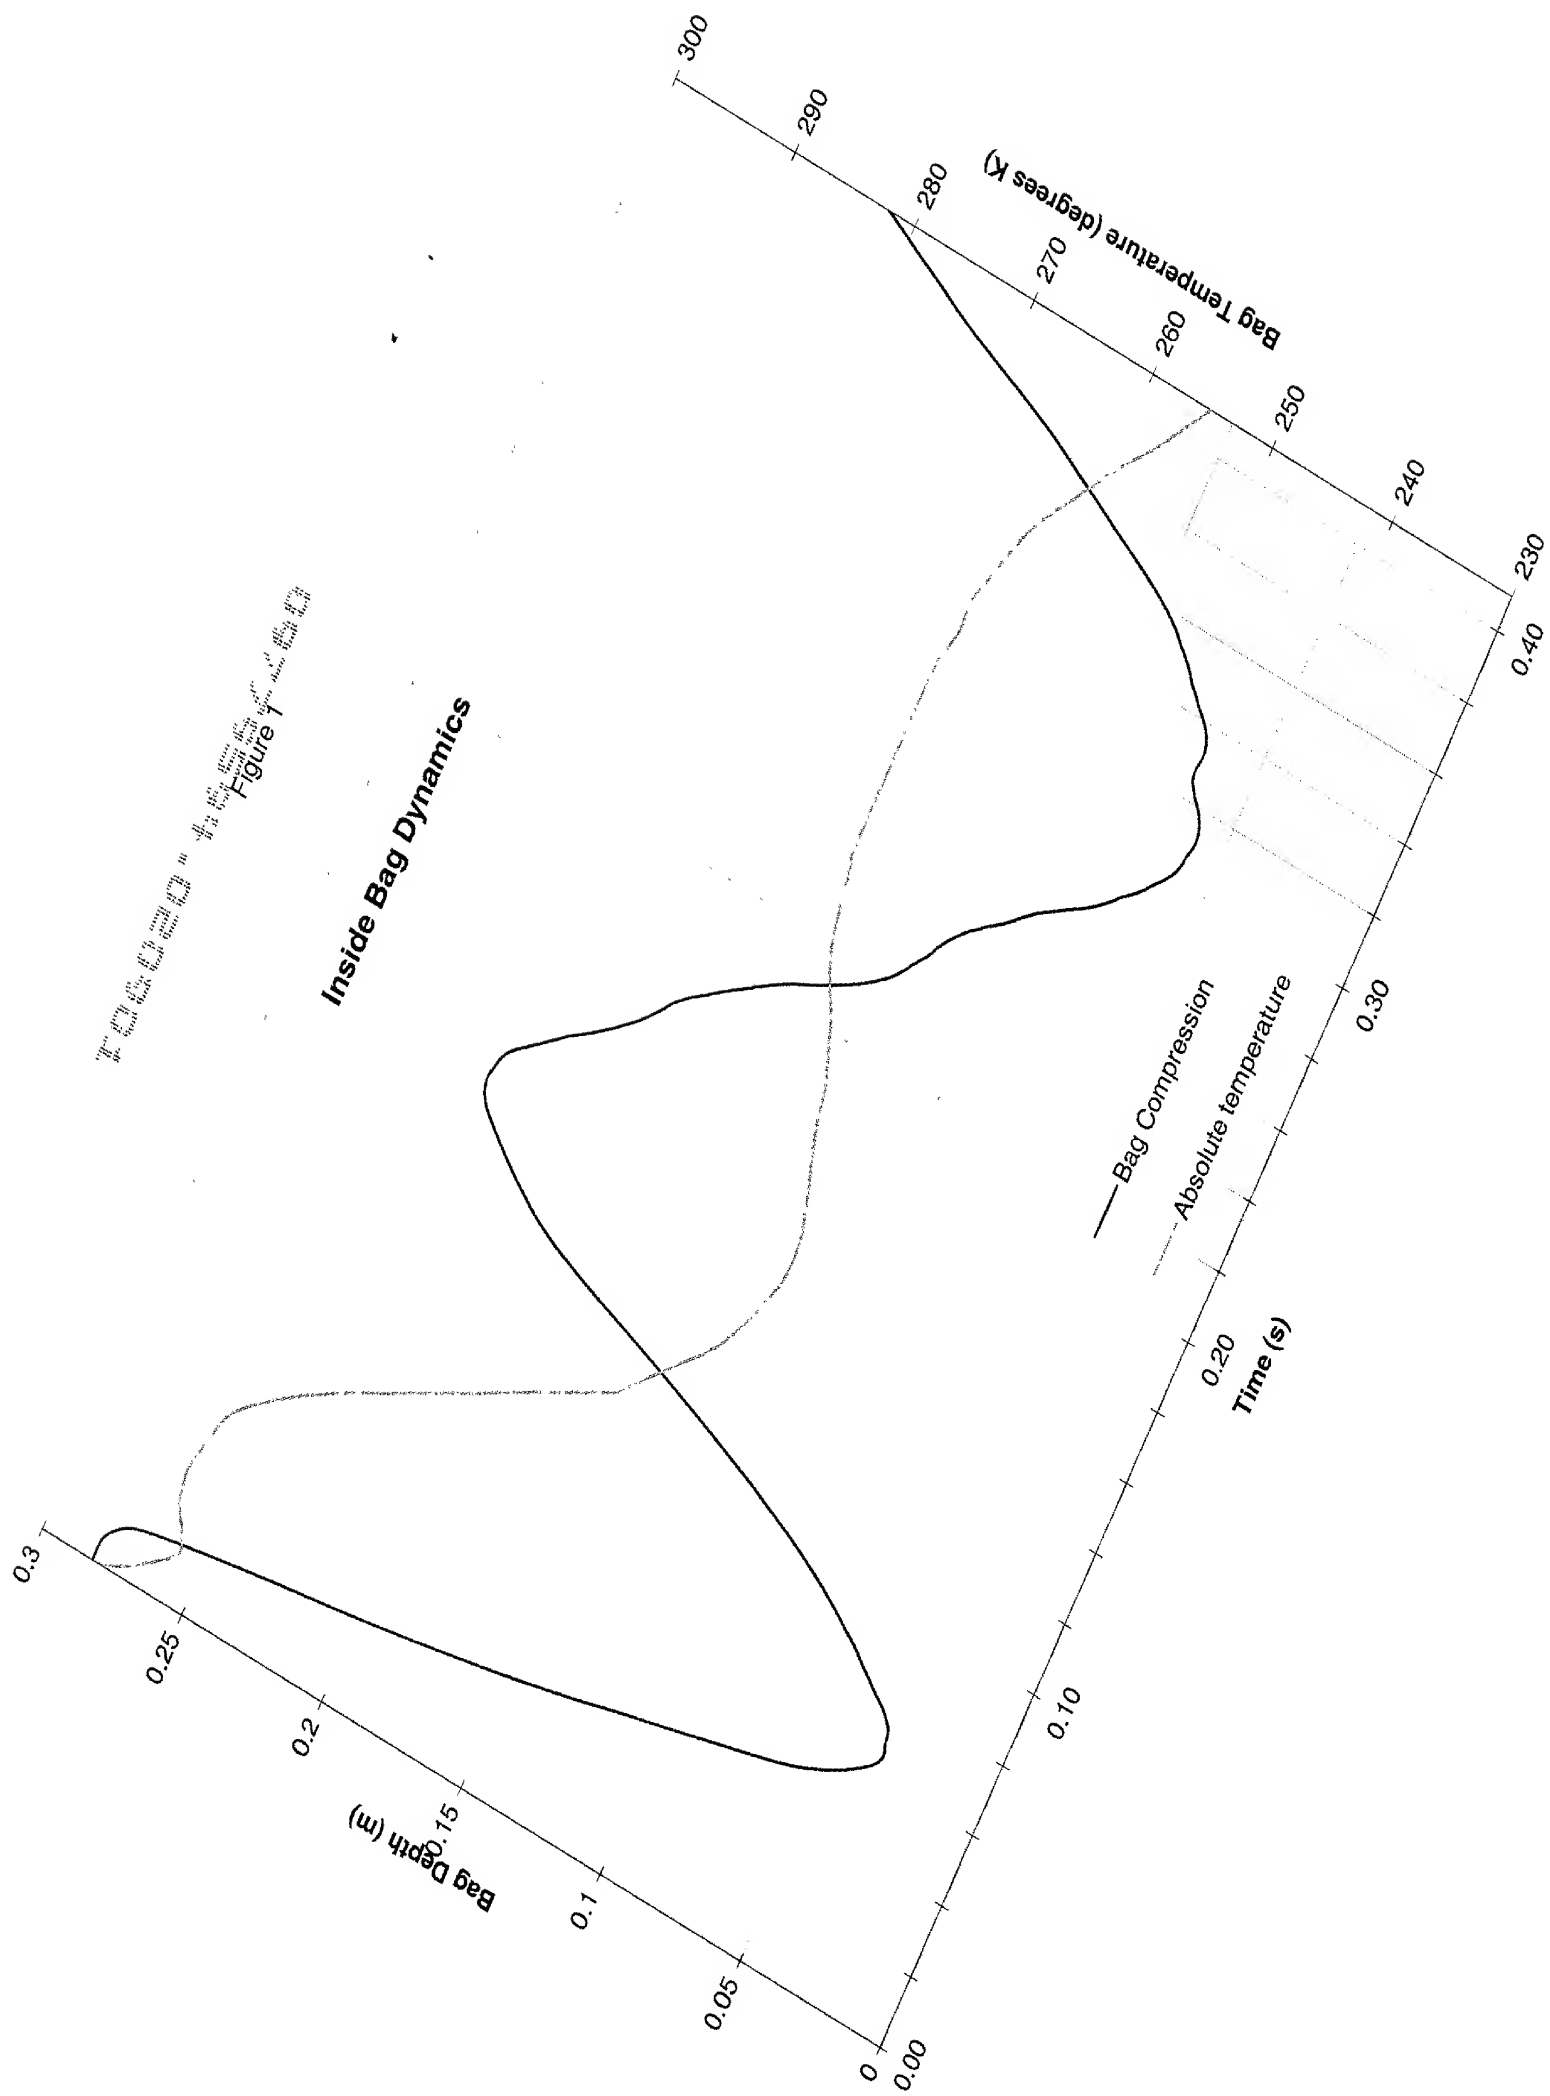 Figure 1
Inside Bag Dynamics
0.3
0.25
0.2
0.15
0.1
0.05
0
Bag Depth (m)
300
290
280
270
260
250
240
230
Bag Temperature (degrees K)
Bag Compression
Absolute temperature
0.00
0.10
0.20
0.30
0.40
Time (s)